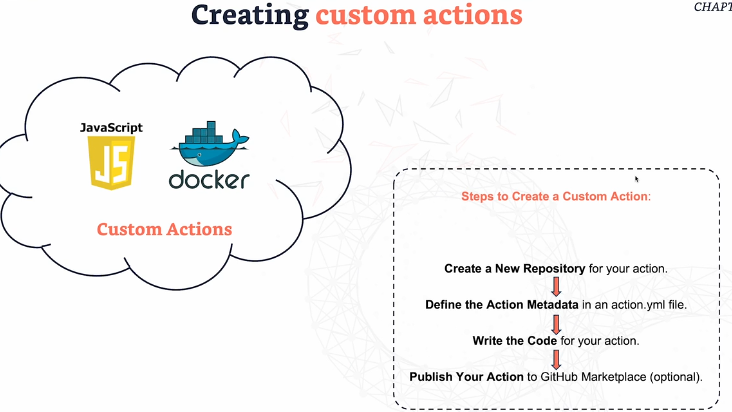 Creating custom actions
CHAPT
JavaScript
JS
docker
Custom Actions
Steps to Create a Custom Action:
Create a New Repository for your action.
Define the Action Metadata in an action.yml file.
Write the Code for your action.
Publish Your Action to GitHub Marketplace (optional).